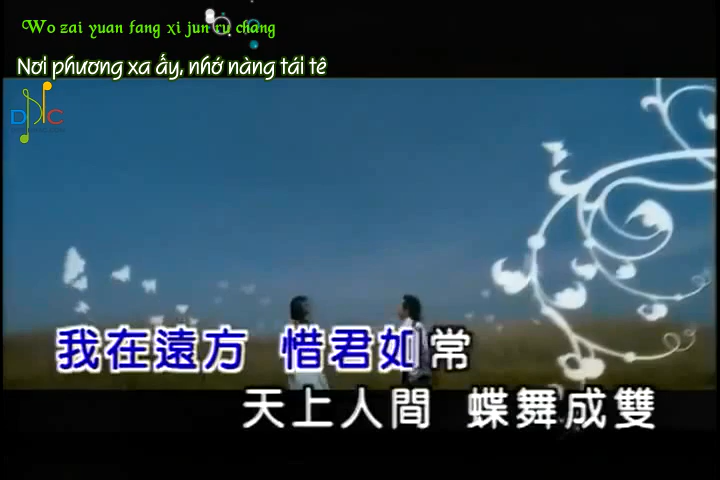 Wo zai yuan fang xi jun ru chang
Nơi phương xa ấy, nhớ nàng tái tê
DMC
我在遠方 惜君如常
天上人間 蝶舞成雙